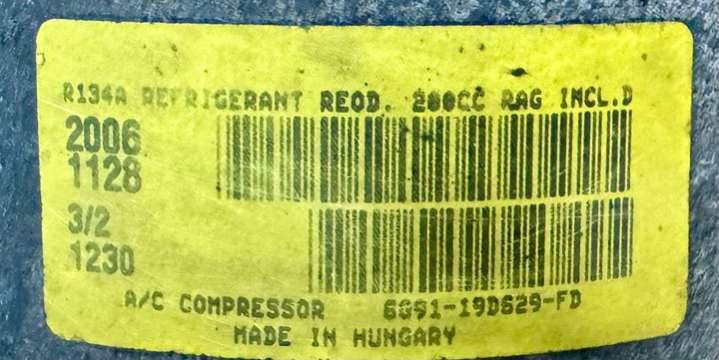 R134A REFRIGERANT REQD. 200CC PAG INCL.D
2006
1128
3/2
1230
A/C COMPRESSOR 6G91-19D629-FD
MADE IN HUNGARY